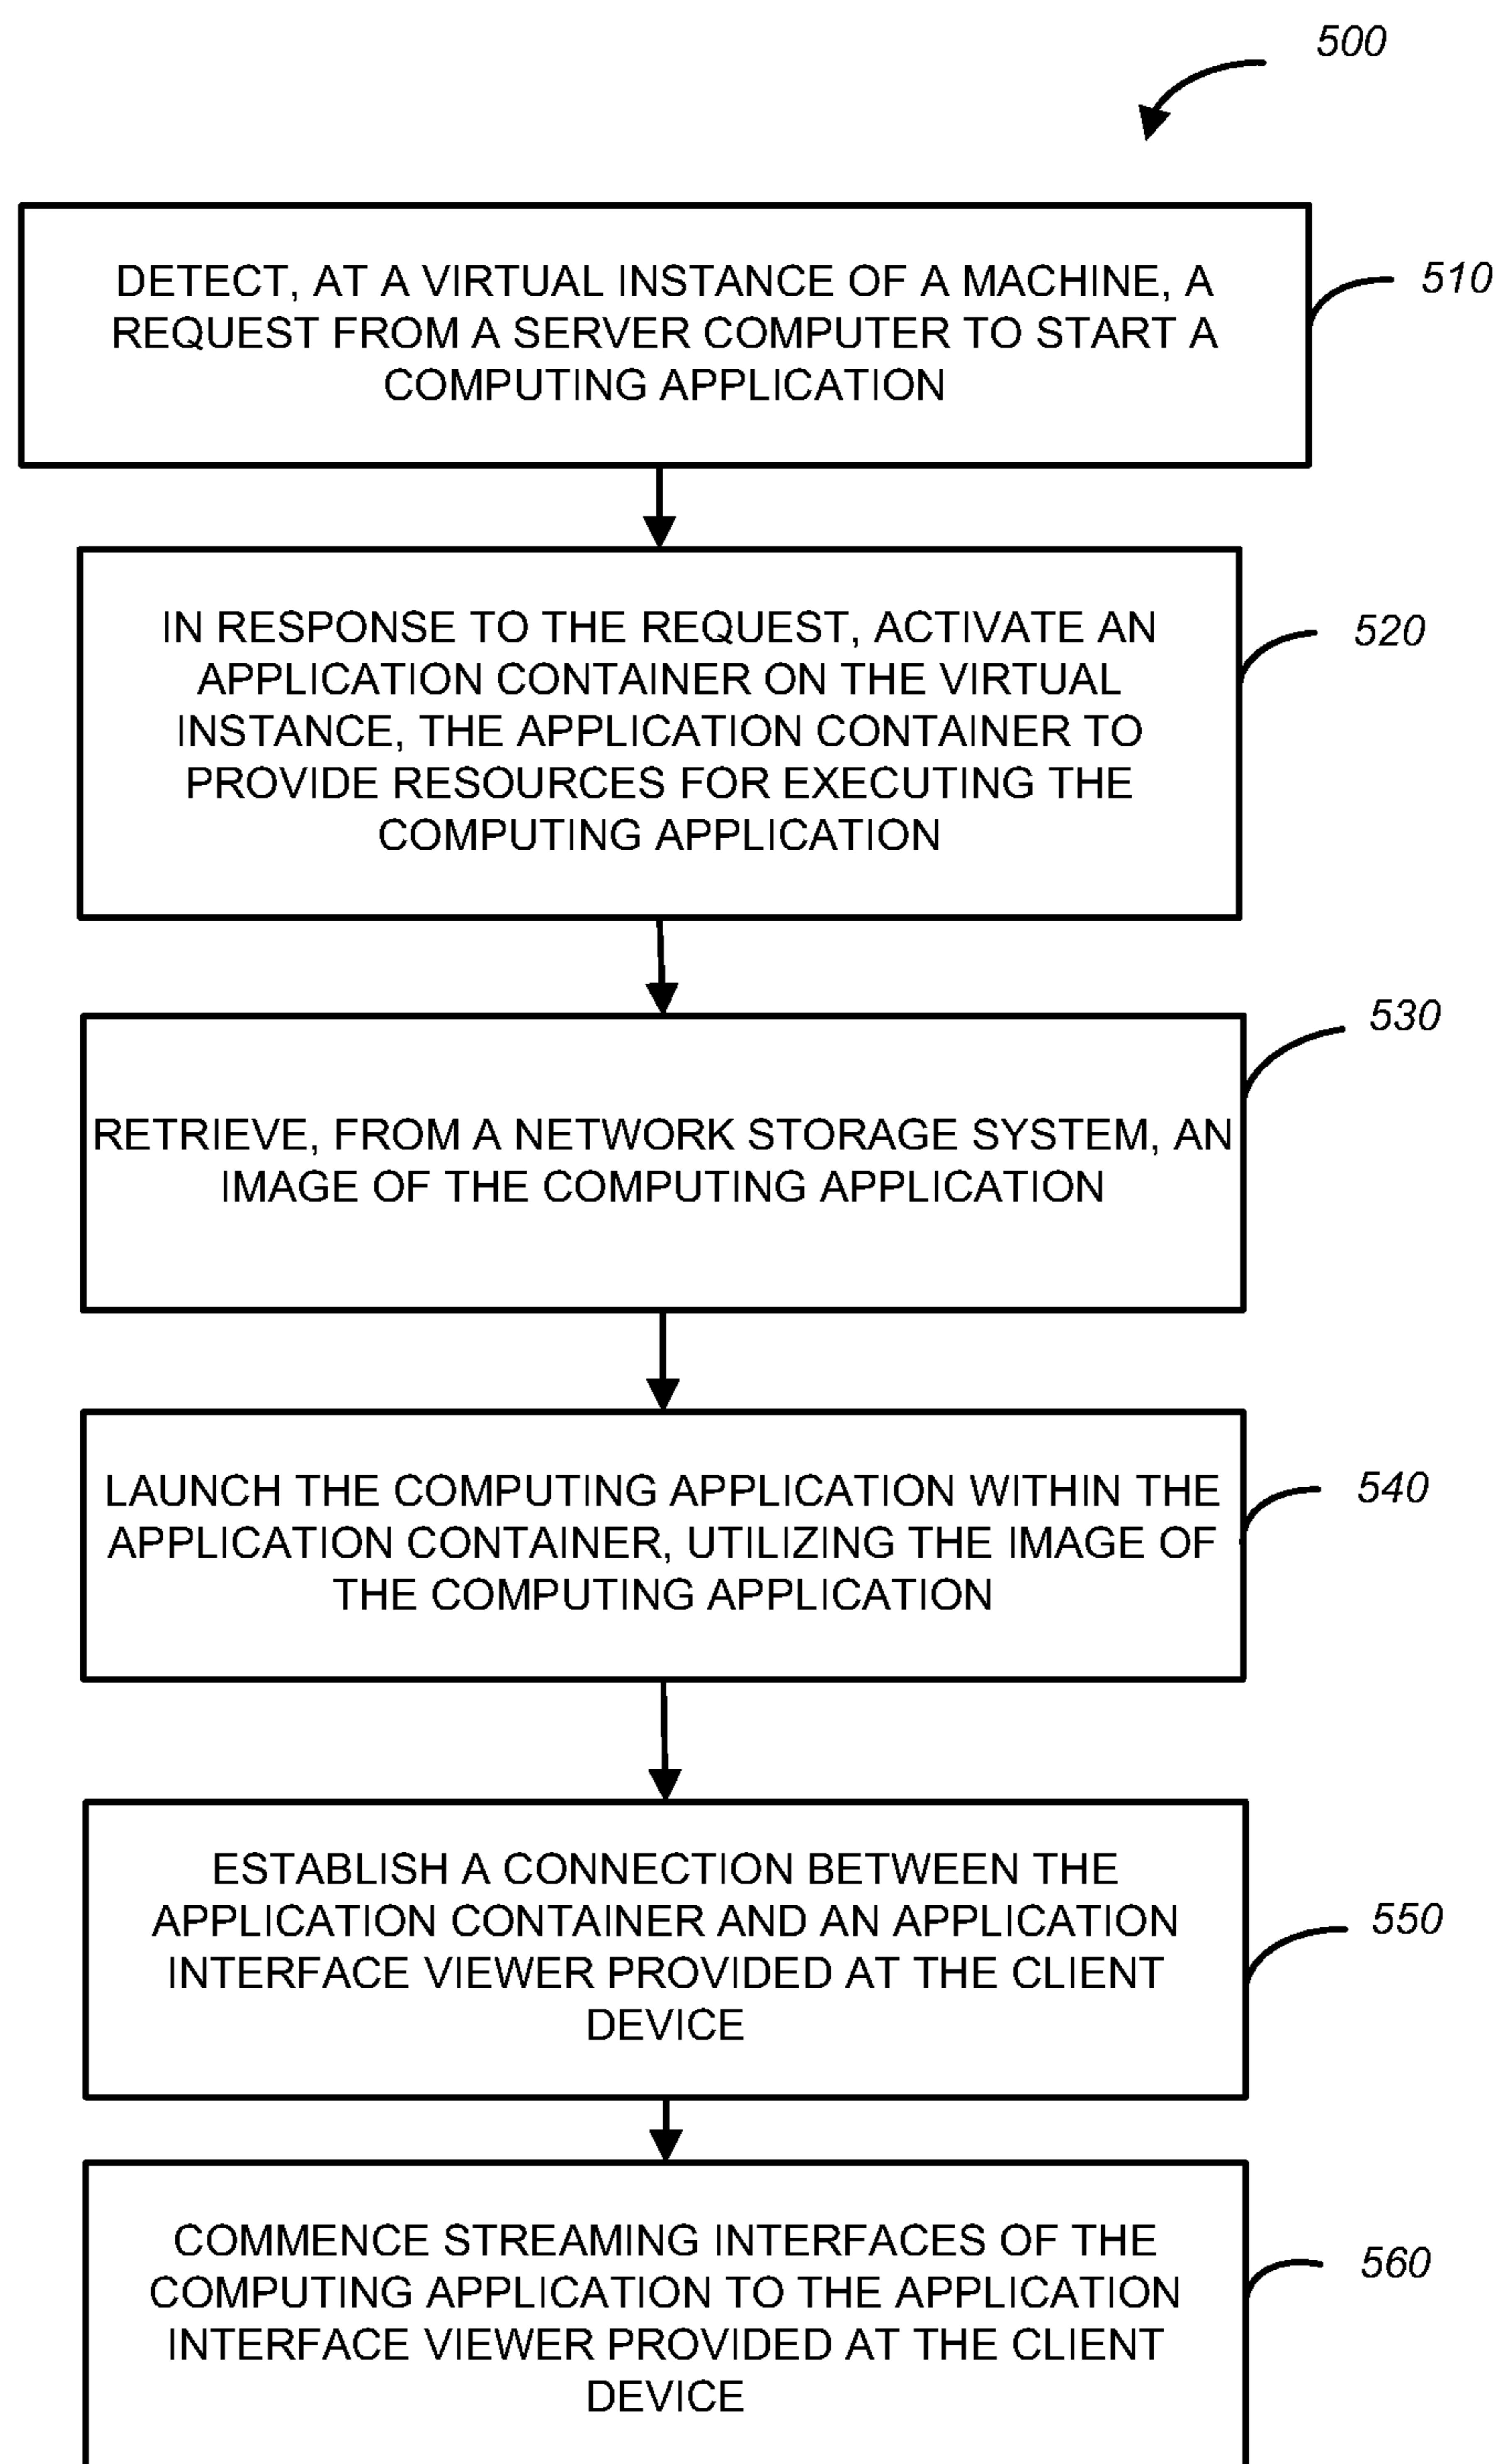 500
DETECT, AT A VIRTUAL INSTANCE OF A MACHINE, A
REQUEST FROM A SERVER COMPUTER TO START A
COMPUTING APPLICATION
510
IN RESPONSE TO THE REQUEST, ACTIVATE AN
APPLICATION CONTAINER ON THE VIRTUAL
INSTANCE, THE APPLICATION CONTAINER TO
PROVIDE RESOURCES FOR EXECUTING THE
COMPUTING APPLICATION
520
RETRIEVE, FROM A NETWORK STORAGE SYSTEM, AN
IMAGE OF THE COMPUTING APPLICATION
530
LAUNCH THE COMPUTING APPLICATION WITHIN THE
APPLICATION CONTAINER, UTILIZING THE IMAGE OF
THE COMPUTING APPLICATION
540
ESTABLISH A CONNECTION BETWEEN THE
APPLICATION CONTAINER AND AN APPLICATION
INTERFACE VIEWER PROVIDED AT THE CLIENT
DEVICE
550
COMMENCE STREAMING INTERFACES OF THE
COMPUTING APPLICATION TO THE APPLICATION
INTERFACE VIEWER PROVIDED AT THE CLIENT
DEVICE
560